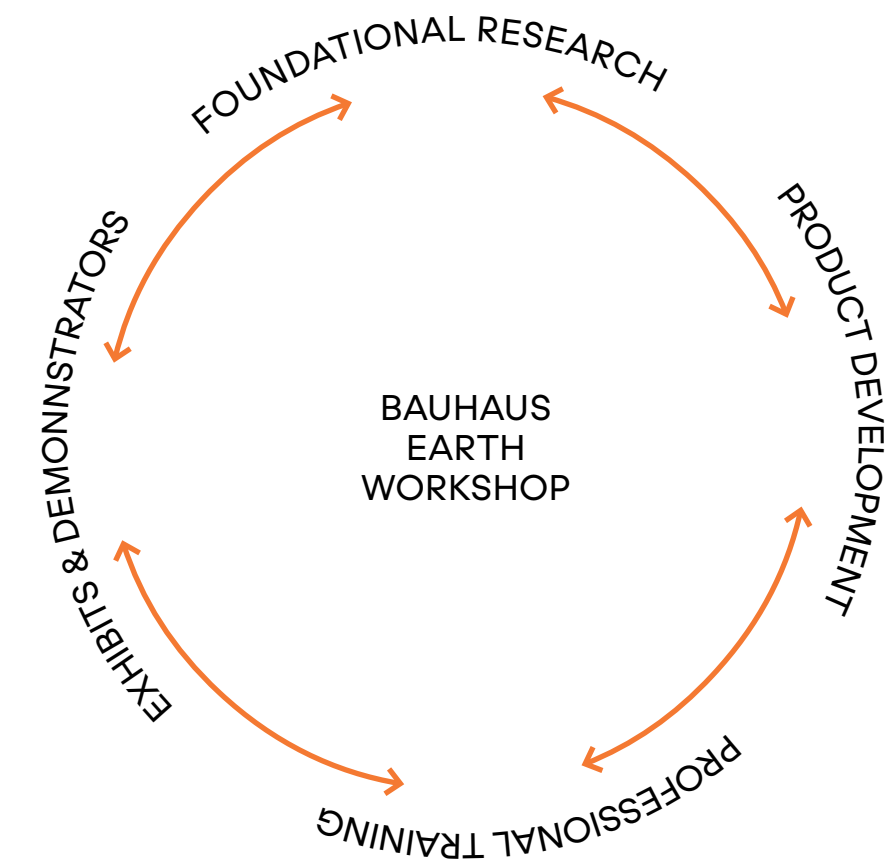 FOUNDATIONAL RESEARCH
PRODUCT DEVELOPMENT
PROFESSIONAL TRAINING
EXHIBITS & DEMONNSTRATORS
BAUHAUS
EARTH
WORKSHOP